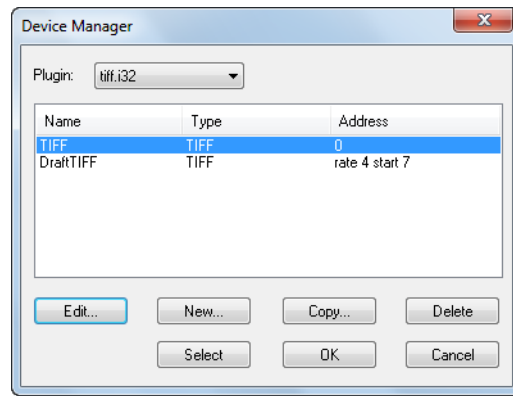 Device Manager
Plugin: tiff.i32
Name Type Address
TIFF TIFF 0
DraftTIFF TIFF rate 4 start 7
Edit... New... Copy... Delete
Select OK Cancel